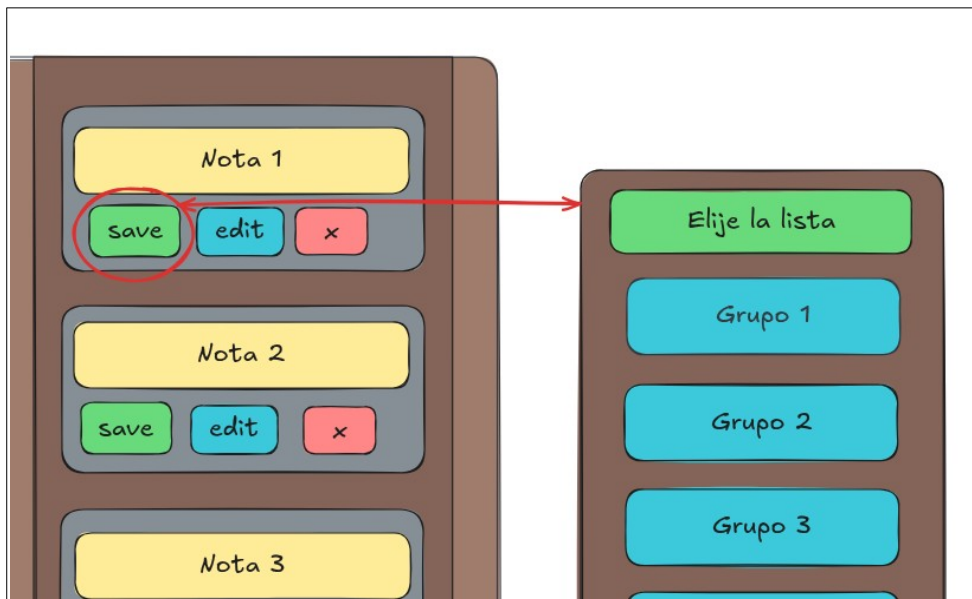 Nota 1
save
edit
x
Nota 2
save
edit
x
Nota 3
Elije la lista
Grupo 1
Grupo 2
Grupo 3